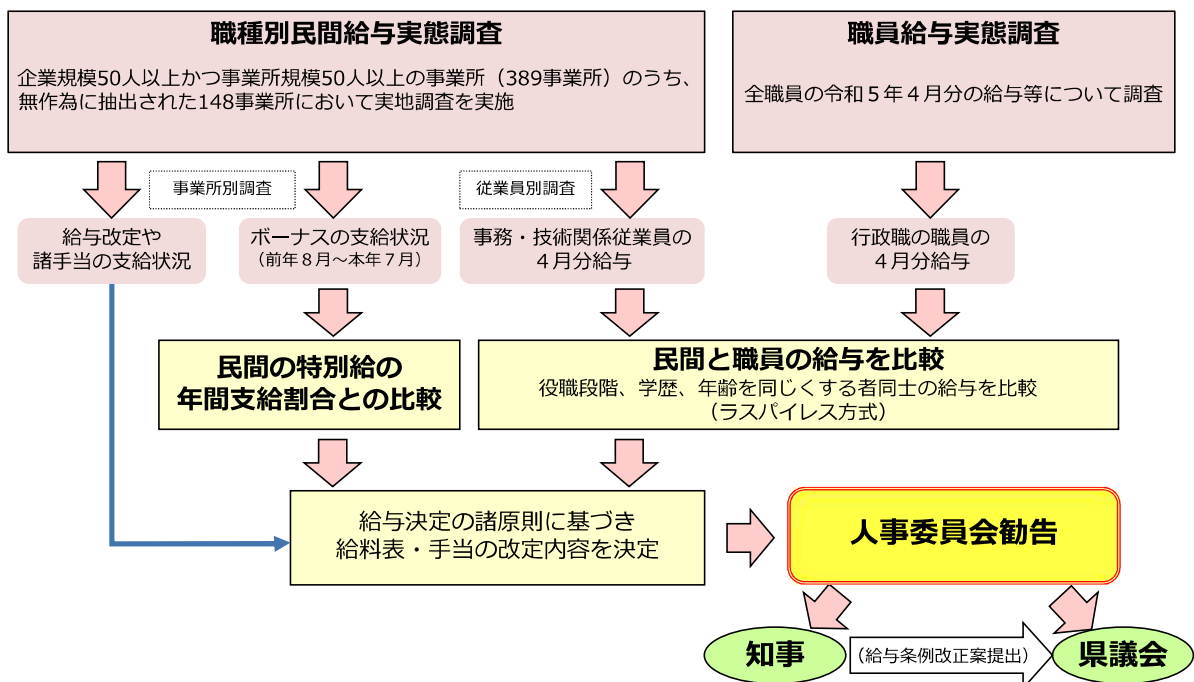 職種別民間給与実態調査
企業規模50人以上かつ事業所規模50人以上の事業所（389事業所）のうち、
無作為に抽出された148事業所において実地調査を実施
職員給与実態調査
全職員の令和５年４月分の給与等について調査
事業所別調査
従業員別調査
給与改定や
諸手当の支給状況
ボーナスの支給状況
（前年８月～本年７月）
事務・技術関係従業員の
４月分給与
行政職の職員の
４月分給与
民間の特別給の
年間支給割合との比較
民間と職員の給与を比較
役職段階、学歴、年齢を同じくする者同士の給与を比較
（ラスパイレス方式）
給与決定の諸原則に基づき
給料表・手当の改定内容を決定
人事委員会勧告
知事
（給与条例改正案提出）
県議会